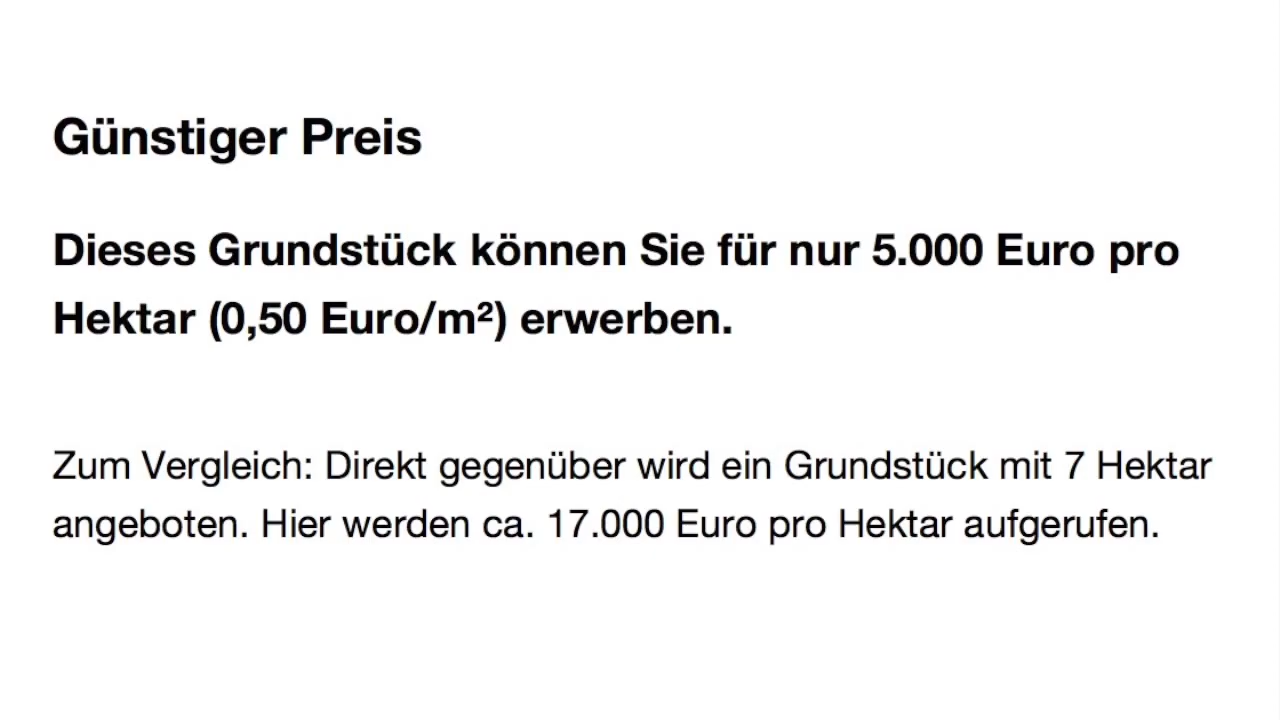 Günstiger Preis
Dieses Grundstück können Sie für nur 5.000 Euro pro
Hektar (0,50 Euro/m²) erwerben.
Zum Vergleich: Direkt gegenüber wird ein Grundstück mit 7 Hektar
angeboten. Hier werden ca. 17.000 Euro pro Hektar aufgerufen.